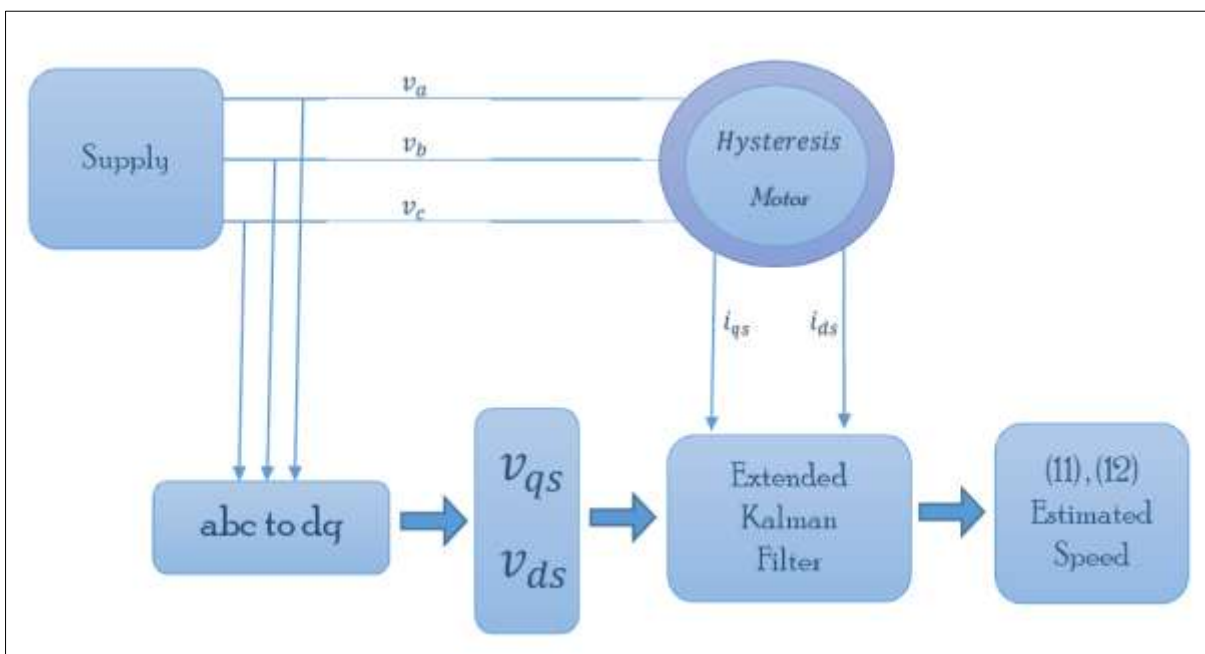 Supply
v_a
v_b
v_c
Hysteresis
Motor
i_qs
i_ds
abc to dq
v_qs
v_ds
Extended
Kalman
Filter
(11),(12)
Estimated
Speed